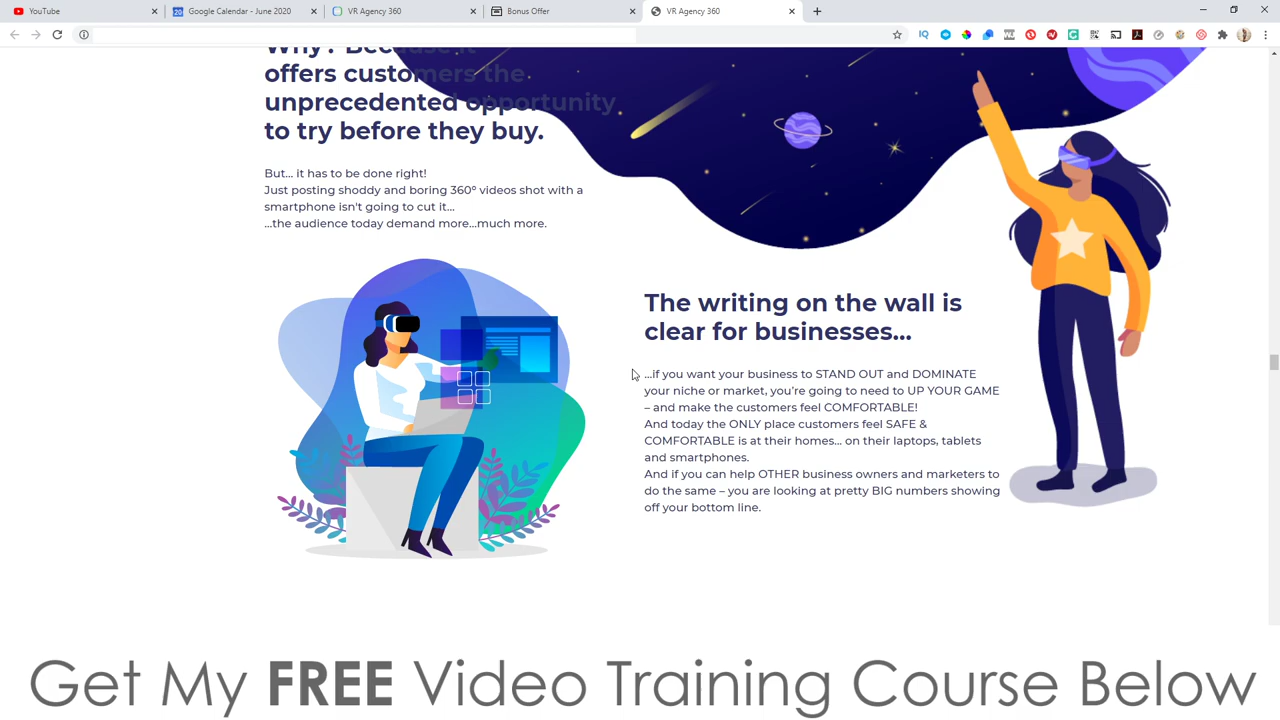 YouTube
Google Calendar - June 2020
VR Agency 360
Bonus Offer
VR Agency 360
Why? Because it
offers customers the
unprecedented opportunity
to try before they buy.
But... it has to be done right!
Just posting shoddy and boring 360º videos shot with a
smartphone isn't going to cut it...
...the audience today demand more...much more.
The writing on the wall is
clear for businesses...
...if you want your business to STAND OUT and DOMINATE
your niche or market, you're going to need to UP YOUR GAME
– and make the customers feel COMFORTABLE!
And today the ONLY place customers feel SAFE &
COMFORTABLE is at their homes... on their laptops, tablets
and smartphones.
And if you can help OTHER business owners and marketers to
do the same – you are looking at pretty BIG numbers showing
off your bottom line.
Get My FREE Video Training Course Below